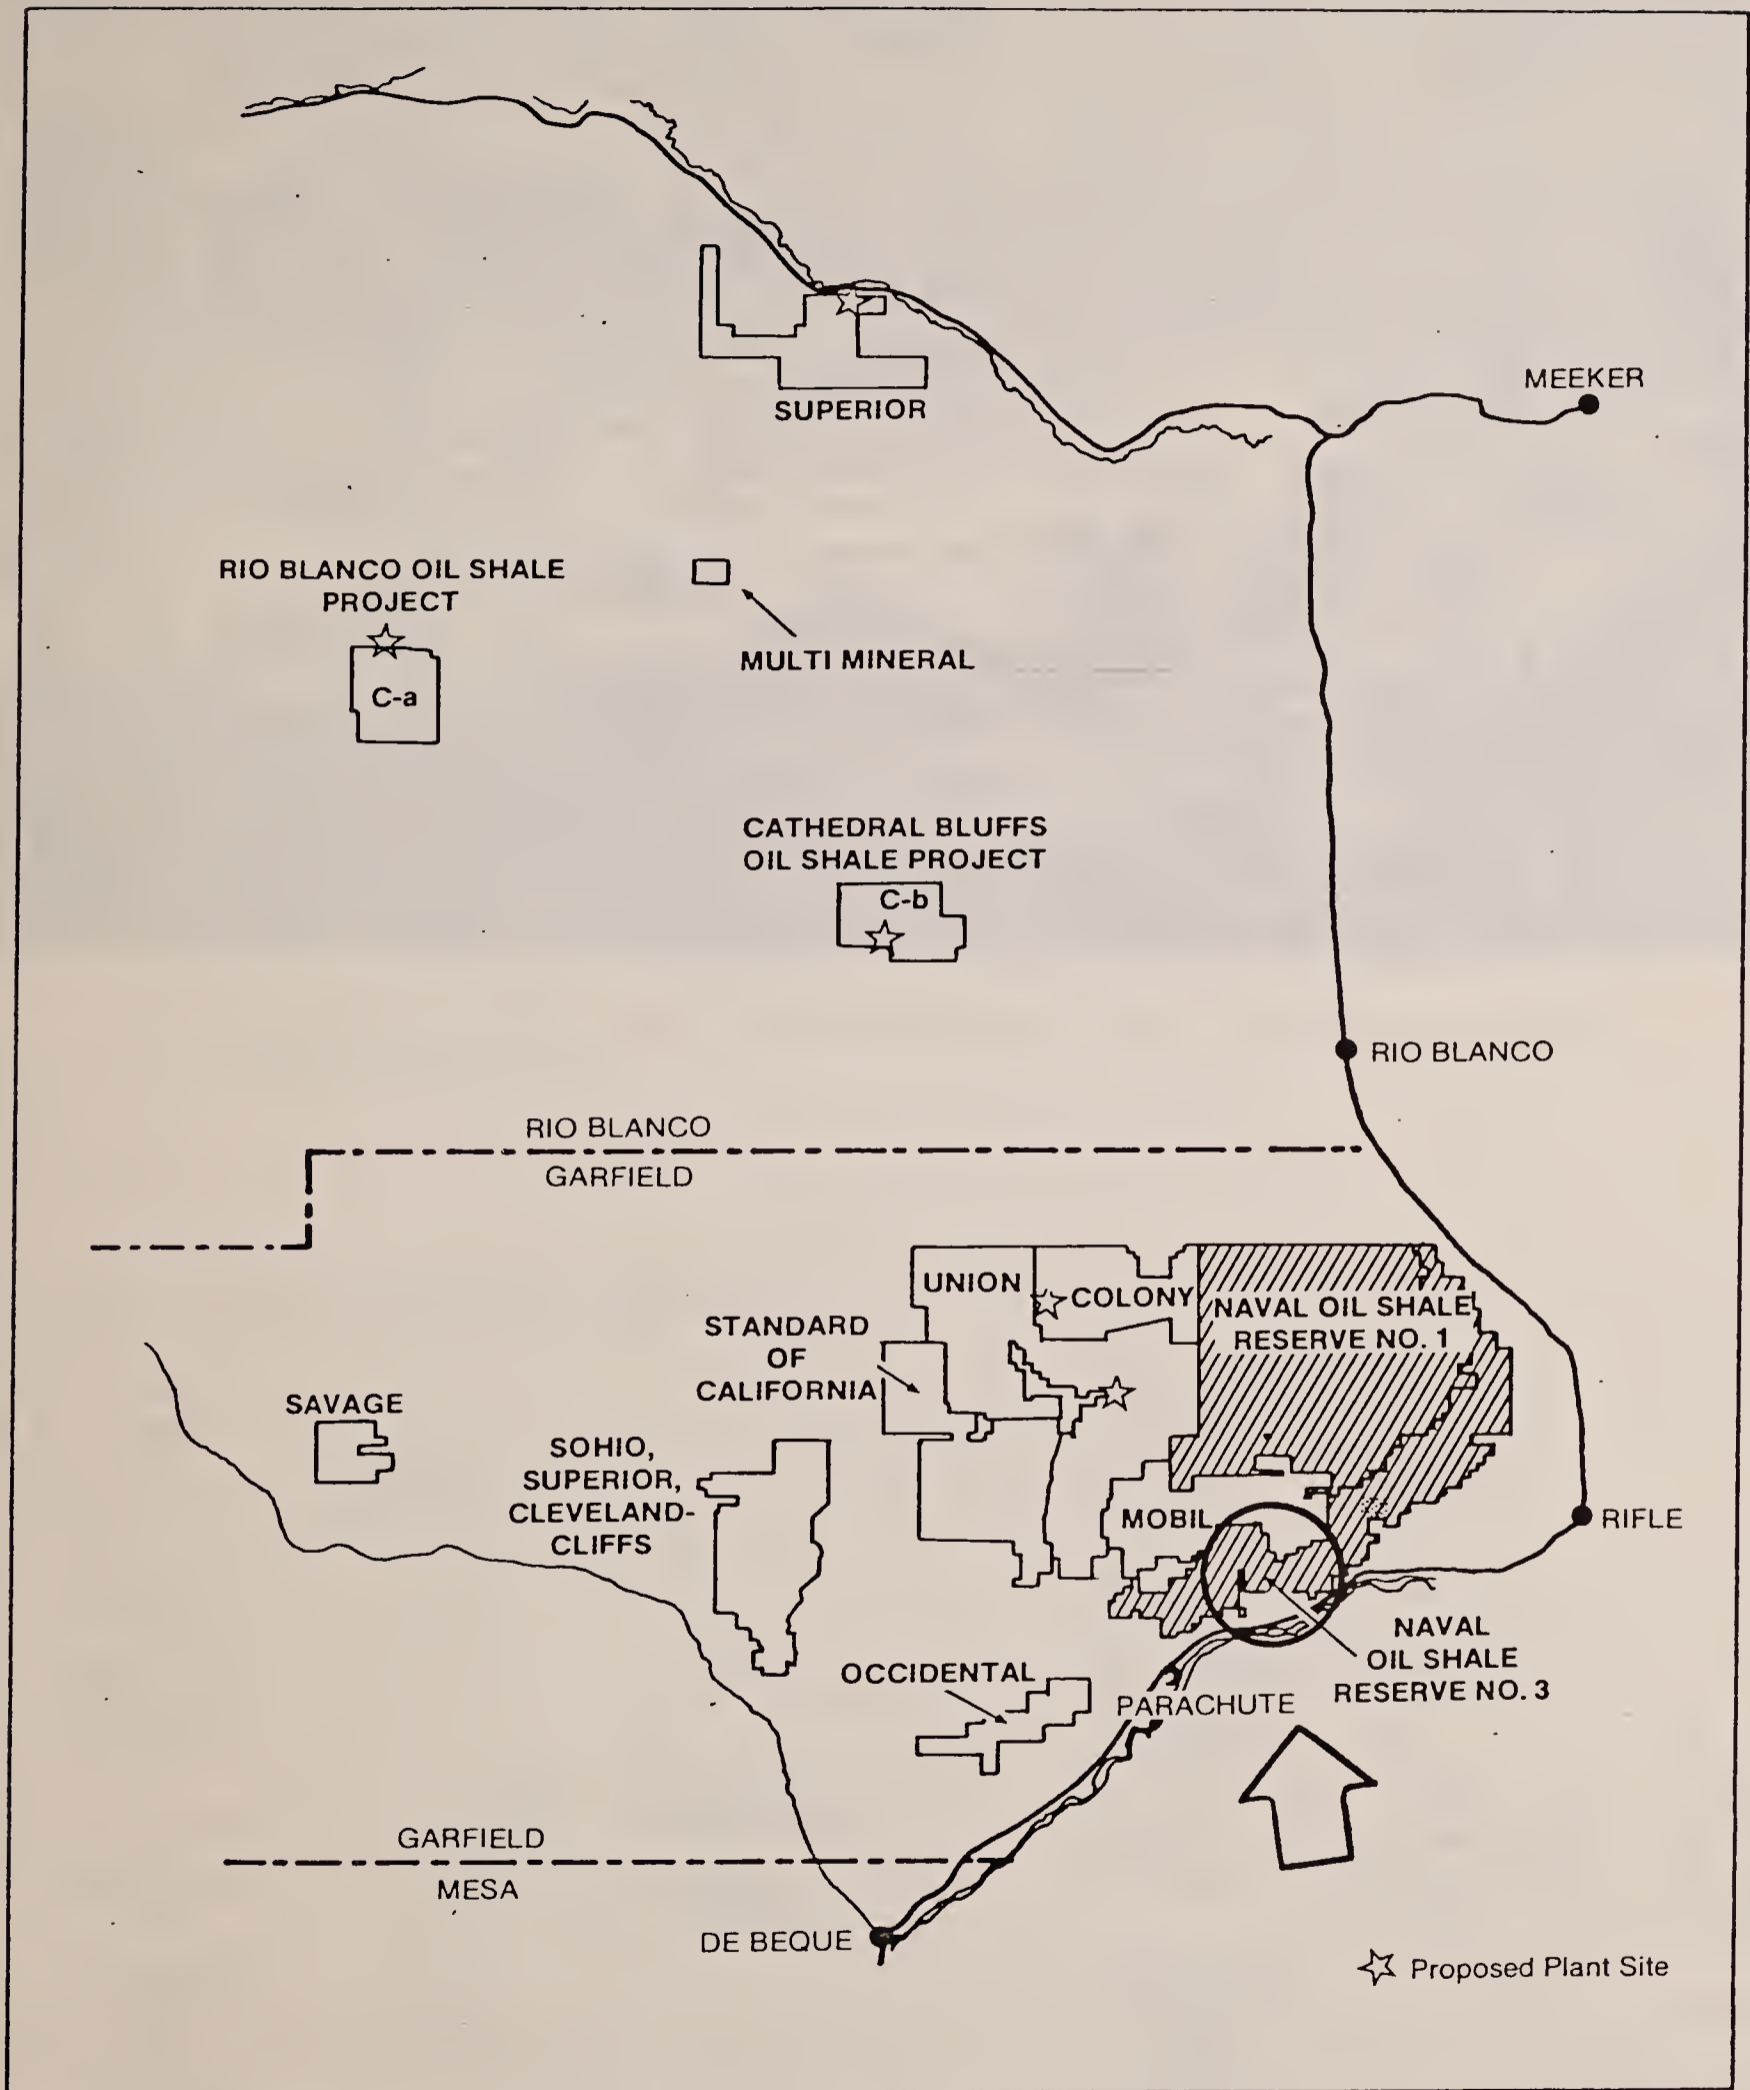 MEEKER
SUPERIOR
RIO BLANCO OIL SHALE
PROJECT
C-a
MULTI MINERAL
CATHEDRAL BLUFFS
OIL SHALE PROJECT
C-b
RIO BLANCO
RIO BLANCO
GARFIELD
UNION
COLONY
NAVAL OIL SHALE
RESERVE NO. 1
STANDARD
OF
CALIFORNIA
SAVAGE
SOHIO,
SUPERIOR,
CLEVELAND-
CLIFFS
MOBIL
RIFLE
NAVAL
OIL SHALE
RESERVE NO. 3
OCCIDENTAL
PARACHUTE
GARFIELD
MESA
DE BEQUE
Proposed Plant Site